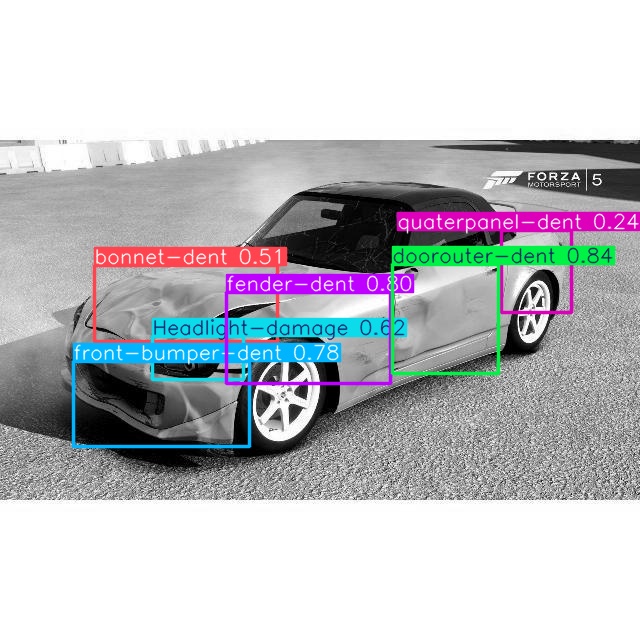 FORZA
MOTORSPORT
5
quaterpanel-dent 0.24
bonnet-dent 0.51
doorouter-dent 0.84
fender-dent 0.80
Headlight-damage 0.62
front-bumper-dent 0.78